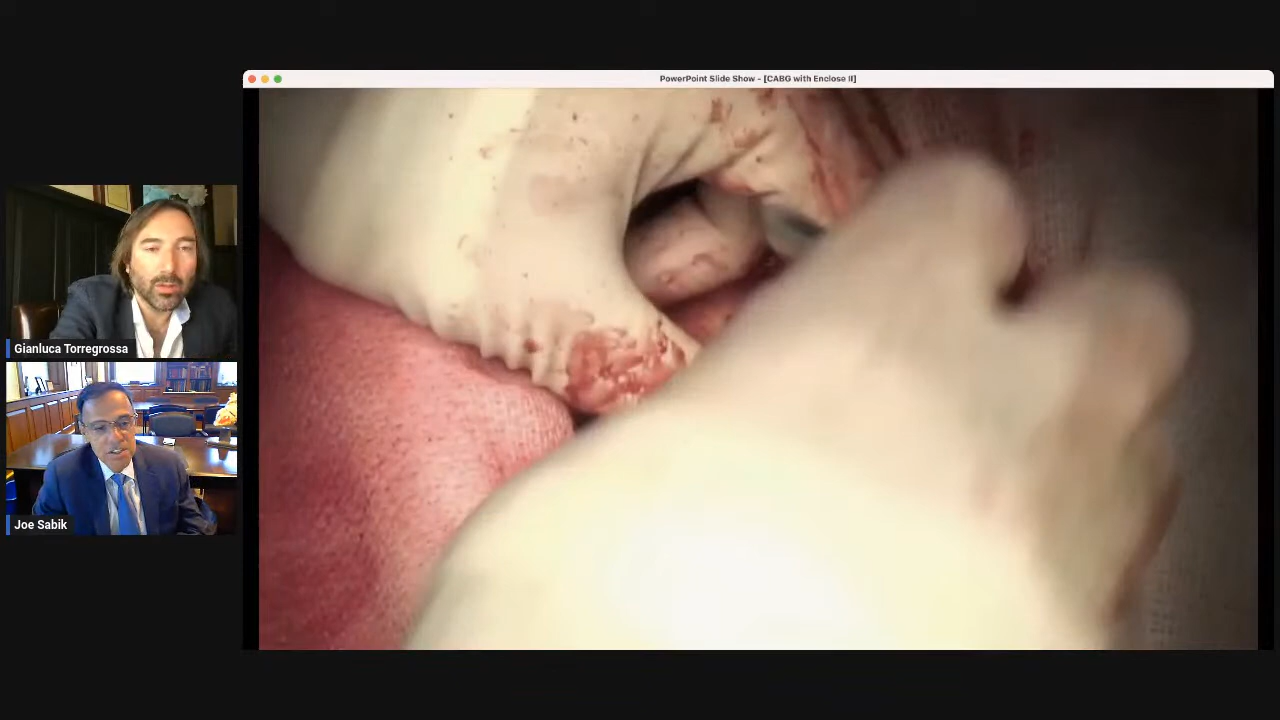 PowerPoint Slide Show - [CABG with Enclose II]
Gianluca Torregrossa
Joe Sabik